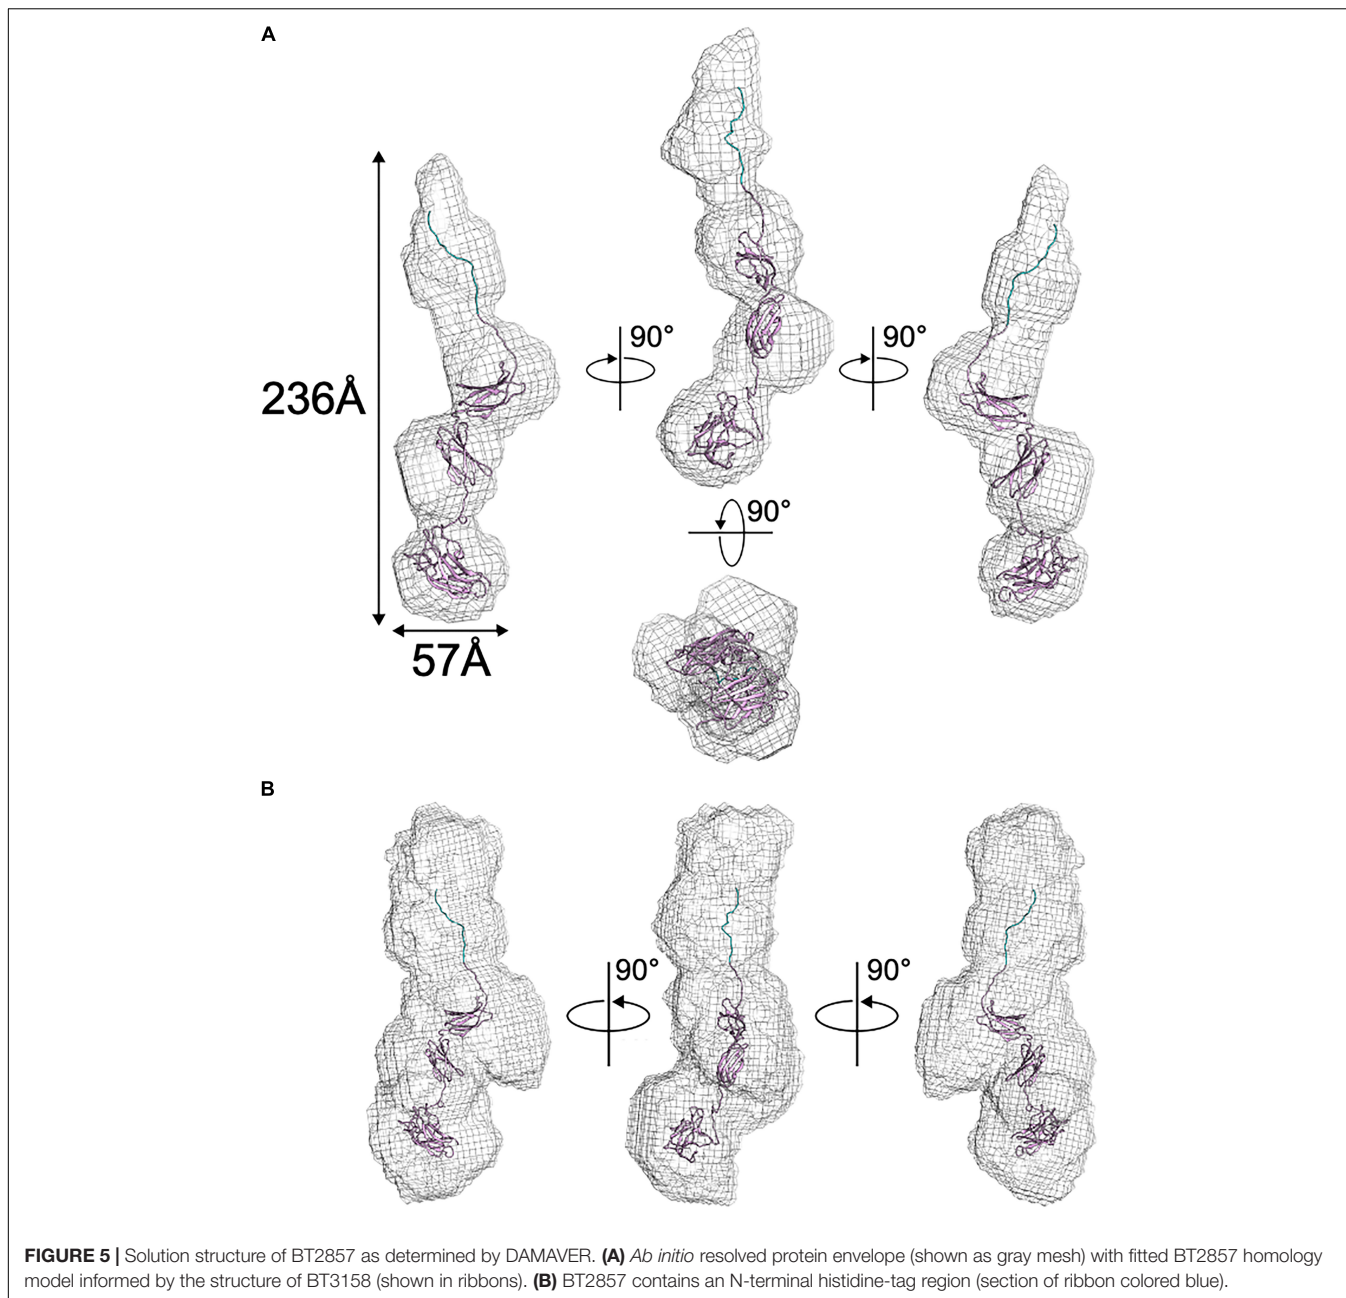 A
236Å
57Å
90°
90°
90°
B
90°
90°
FIGURE 5 | Solution structure of BT2857 as determined by DAMAVER. (A) Ab initio resolved protein envelope (shown as gray mesh) with fitted BT2857 homology
model informed by the structure of BT3158 (shown in ribbons). (B) BT2857 contains an N-terminal histidine-tag region (section of ribbon colored blue).